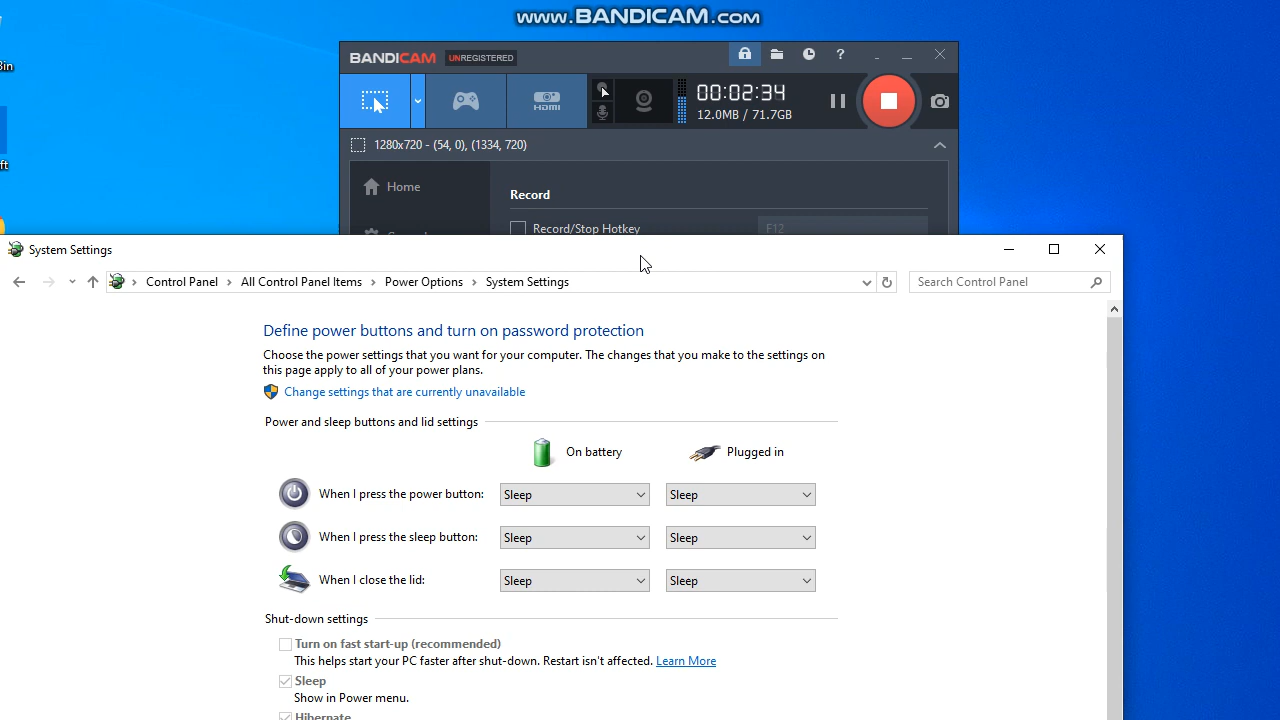 www.BANDICAM.com
Bin
ft
BANDICAM UNREGISTERED
?
HDMI
00:02:34
12.0MB / 71.7GB
1280x720 - (54, 0), (1334, 720)
Home
Record
Record/Stop Hotkey
F12
System Settings
Control Panel > All Control Panel Items > Power Options > System Settings
Search Control Panel
Define power buttons and turn on password protection
Choose the power settings that you want for your computer. The changes that you make to the settings on
this page apply to all of your power plans.
Change settings that are currently unavailable
Power and sleep buttons and lid settings
On battery
Plugged in
When I press the power button: Sleep Sleep
When I press the sleep button: Sleep Sleep
When I close the lid: Sleep Sleep
Shut-down settings
Turn on fast start-up (recommended)
This helps start your PC faster after shut-down. Restart isn't affected. Learn More
Sleep
Show in Power menu.
Hibernate